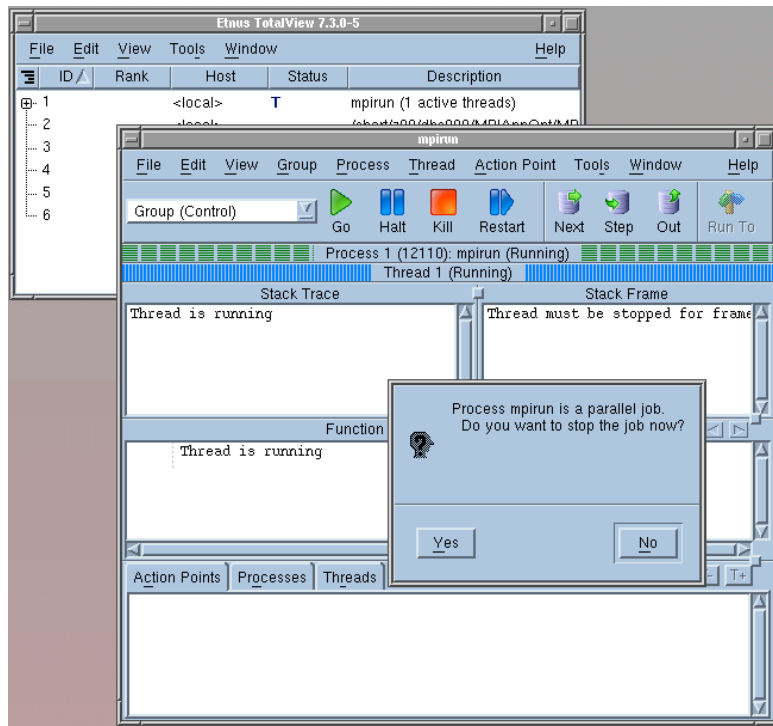 Etnus TotalView 7.3.0-5
File Edit View Tools Window Help
ID Rank Host Status Description
1 <local> T mpirun (1 active threads)
2
3
4
5
6
mpirun
File Edit View Group Process Thread Action Point Tools Window Help
Group (Control) Go Halt Kill Restart Next Step Out Run To
Process 1 (12110): mpirun (Running)
Thread 1 (Running)
Stack Trace Stack Frame
Thread is running Thread must be stopped for frame
Process mpirun is a parallel job.
Do you want to stop the job now?
Yes No
Function
Thread is running
Action Points Processes Threads T+